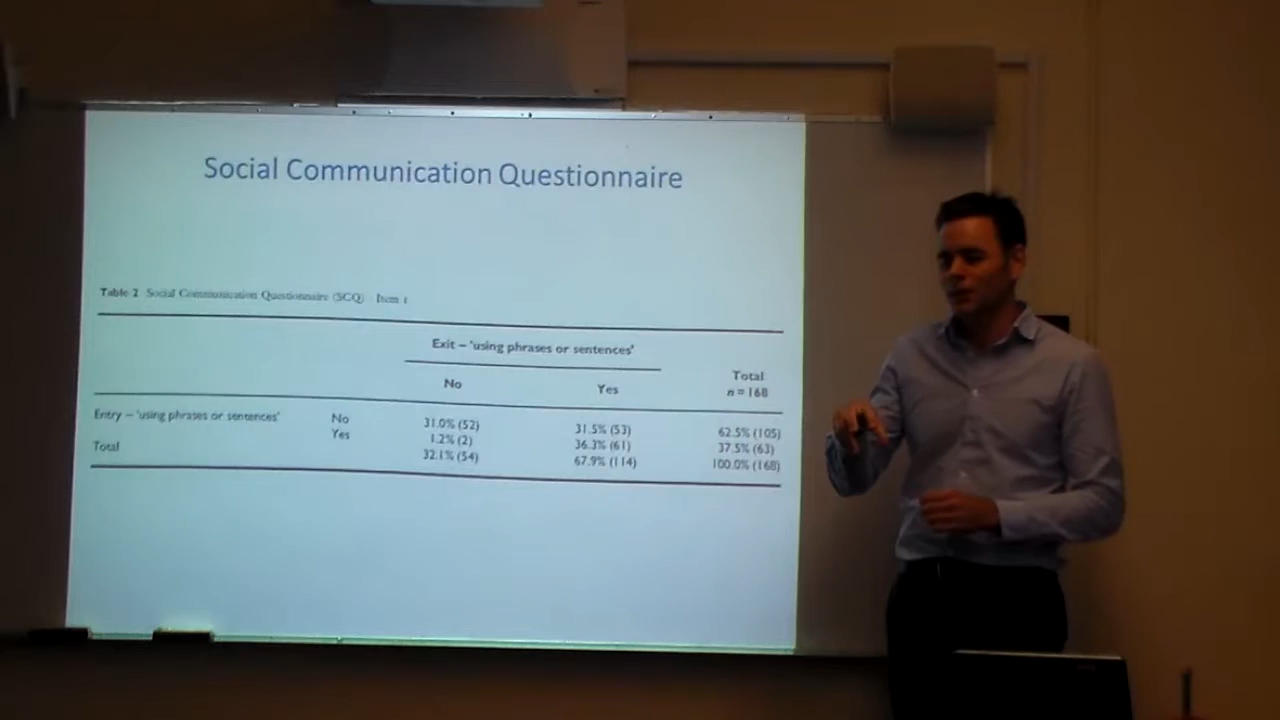 Social Communication Questionnaire
Table 2 Social Communication Questionnaire (SCQ) Item 1
Exit – 'using phrases or sentences'
No Yes Total
n = 168
Entry – 'using phrases or sentences' No 31.0% (52) 31.5% (53) 62.5% (105)
Yes 1.2% (2) 36.3% (61) 37.5% (63)
Total 32.1% (54) 67.9% (114) 100.0% (168)